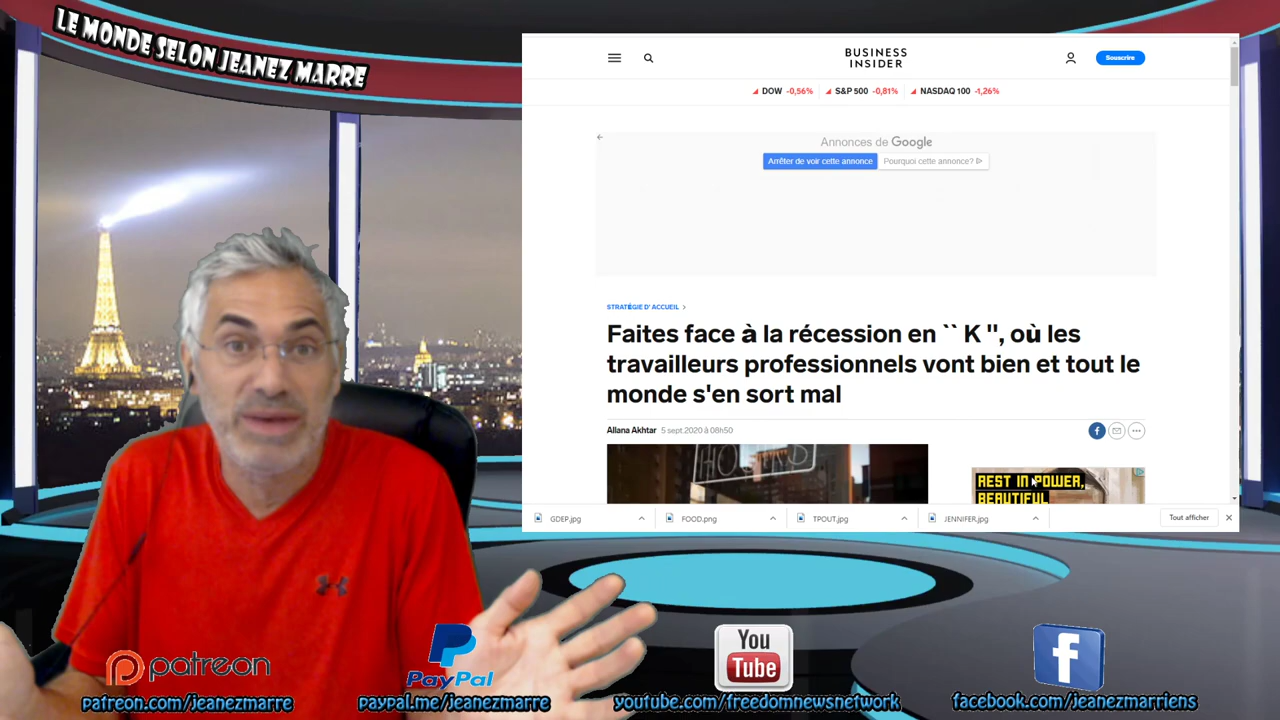 LE MONDE SELON JEANEZ MARRE
BUSINESS
INSIDER
Souscrire
DOW -0,56% S&P 500 -0,81% NASDAQ 100 -1,26%
Annonces de Google
Arrêter de voir cette annonce
Pourquoi cette annonce?
STRATÉGIE D' ACCUEIL
Faites face à la récession en `` K '', où les
travailleurs professionnels vont bien et tout le
monde s'en sort mal
Allana Akhtar 5 sept.2020 à 08h50
REST IN POWER,
BEAUTIFUL
GDEP.jpg
FOOD.png
TPOUT.jpg
JENNIFER.jpg
Tout afficher
patreon
patreon.com/jeanezmarre
PayPal
paypal.me/jeanezmarre
You
Tube
youtube.com/freedomnewsnetwork
f
facebook.com/jeanezmarriens